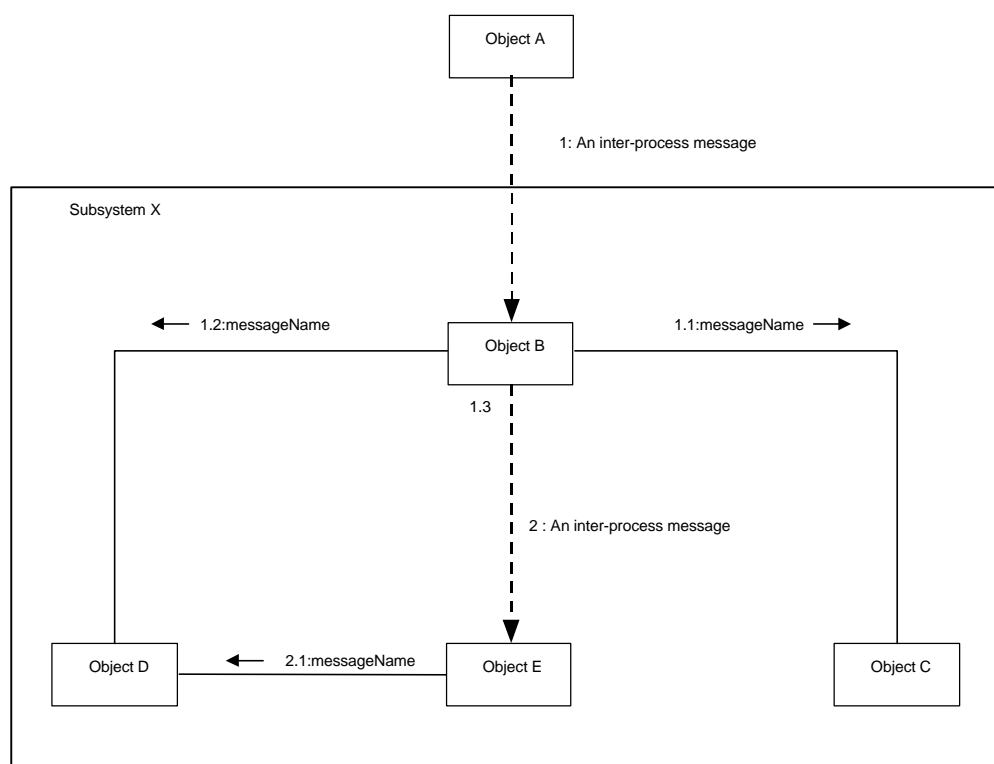 Object A
1: An inter-process message
Subsystem X
1.2:messageName
1.1:messageName
Object B
1.3
2 : An inter-process message
Object D
2.1:messageName
Object E
Object C